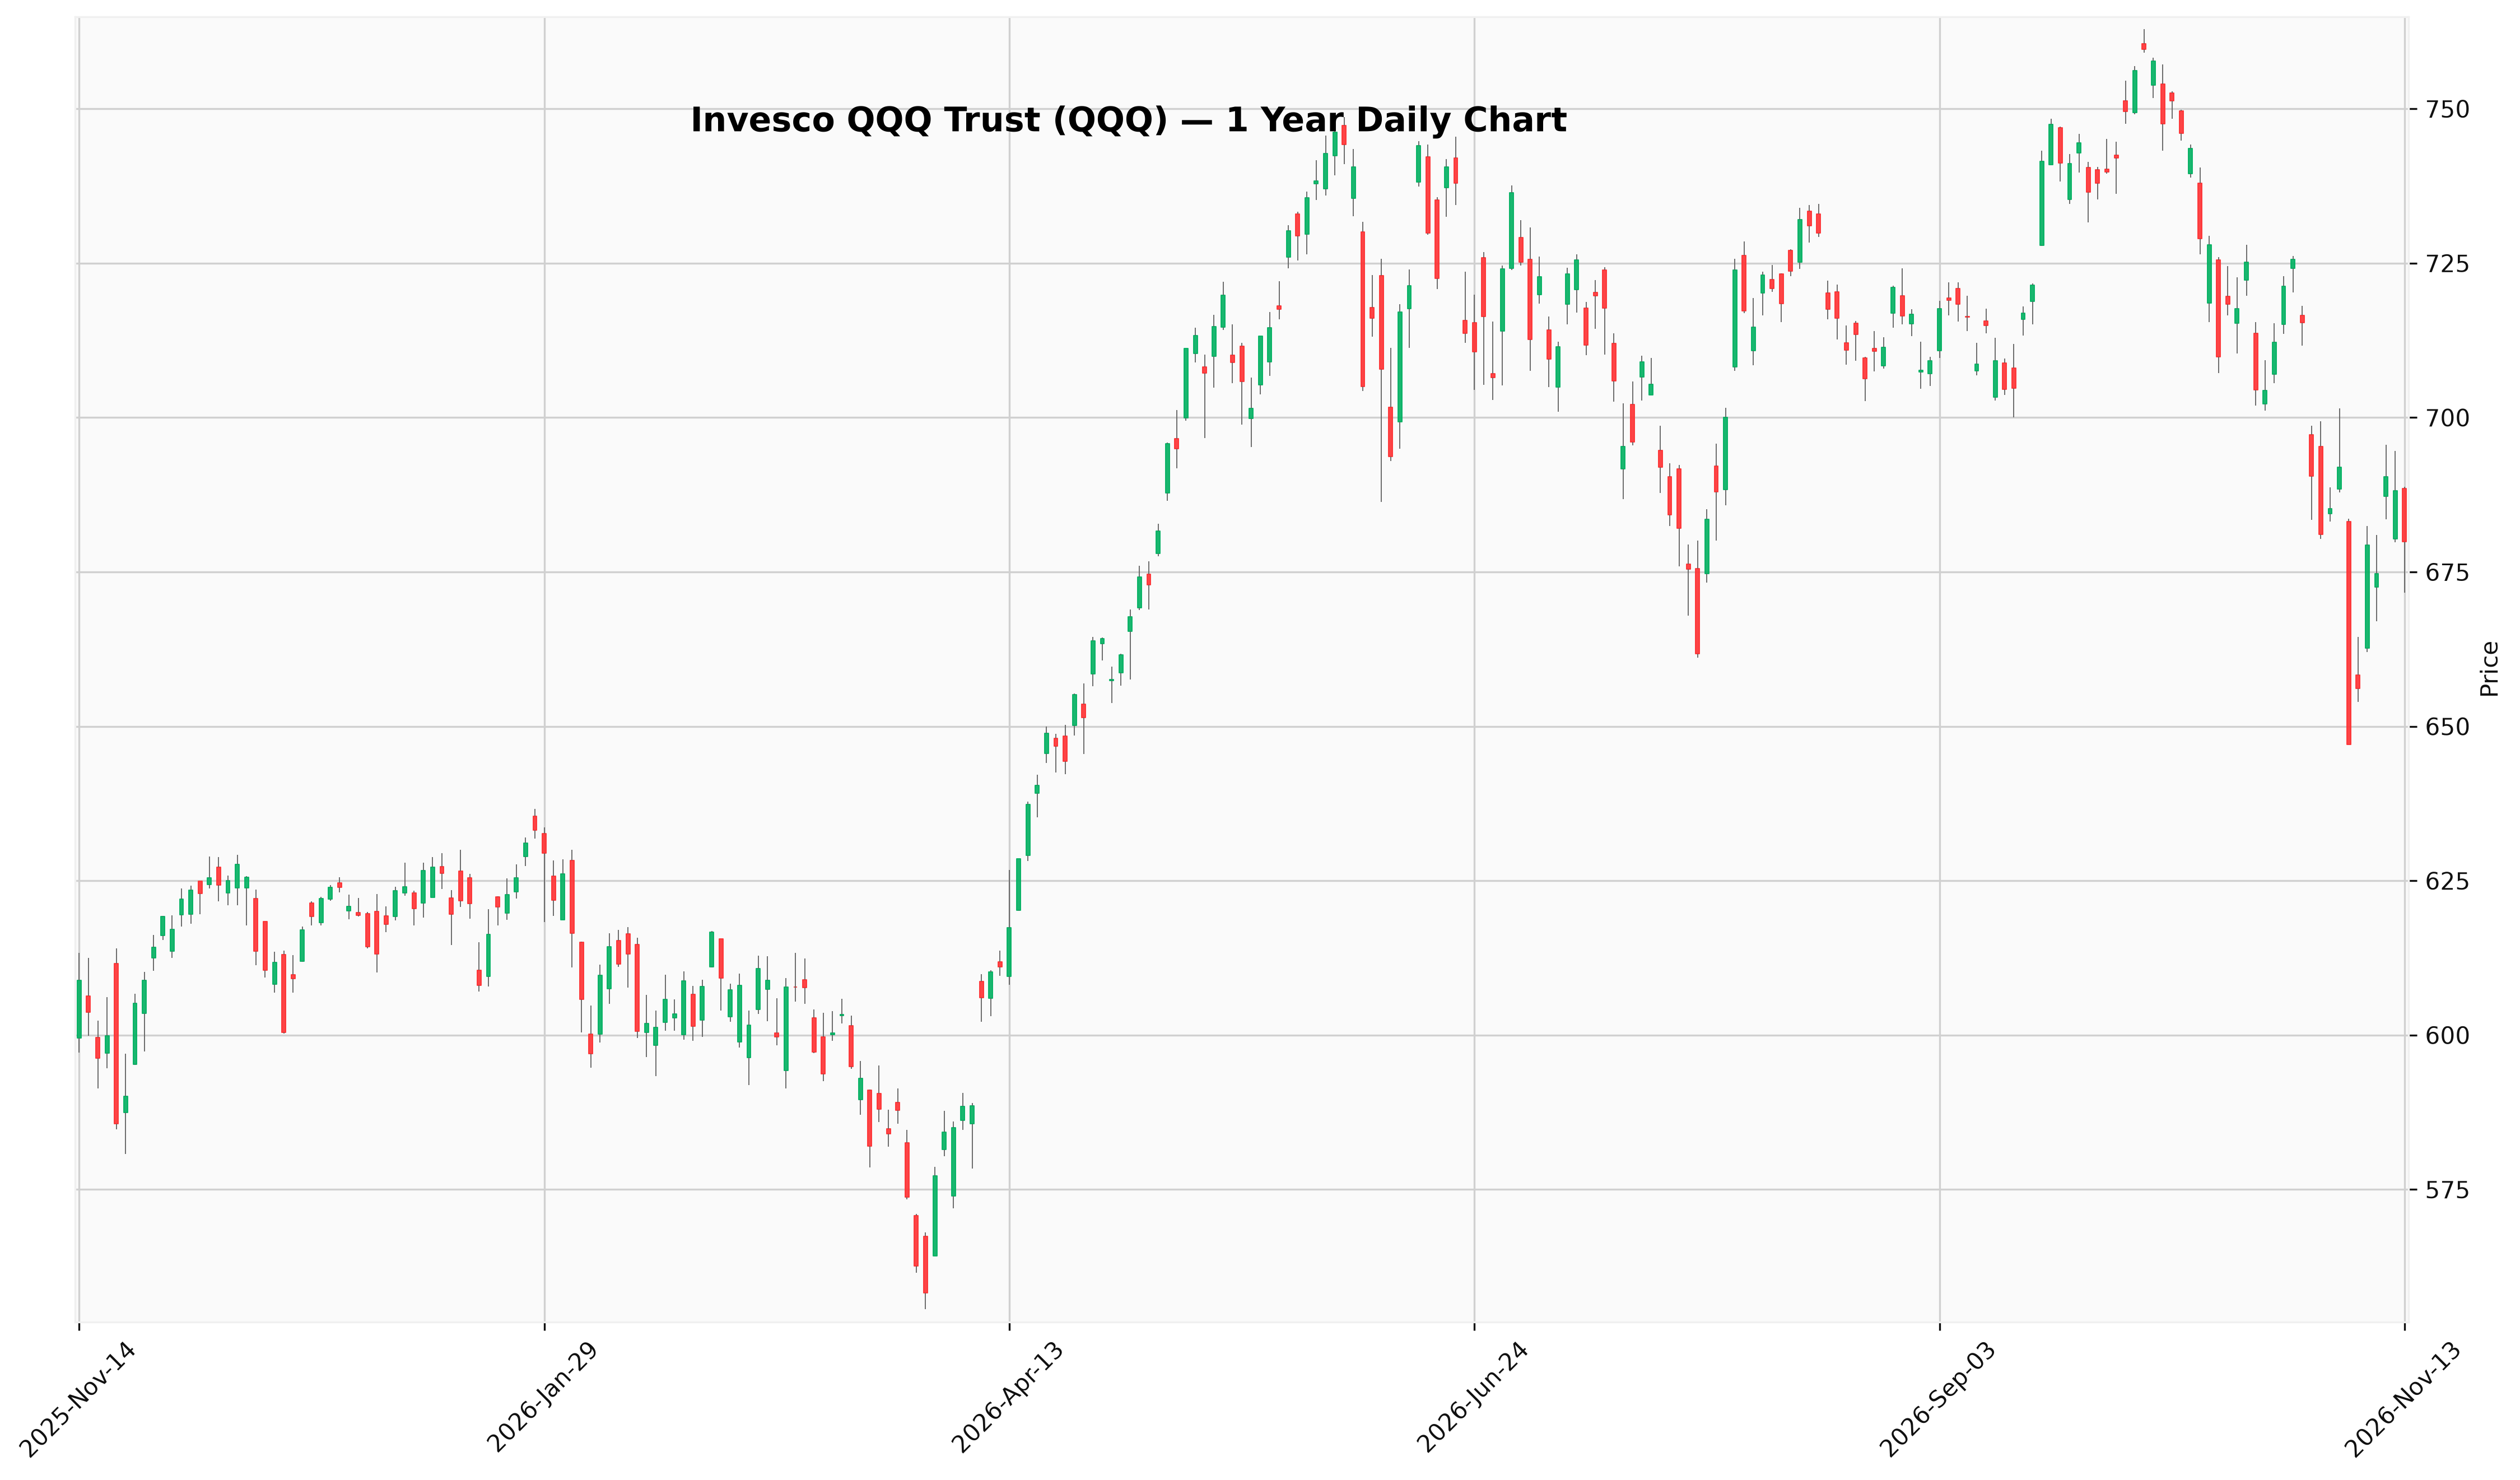 Invesco QQQ Trust (QQQ) — 1 Year Daily Chart
750
725
700
675
650
625
600
575
Price
2025-Nov-14
2026-Jan-29
2026-Apr-13
2026-Jun-24
2026-Sep-03
2026-Nov-13